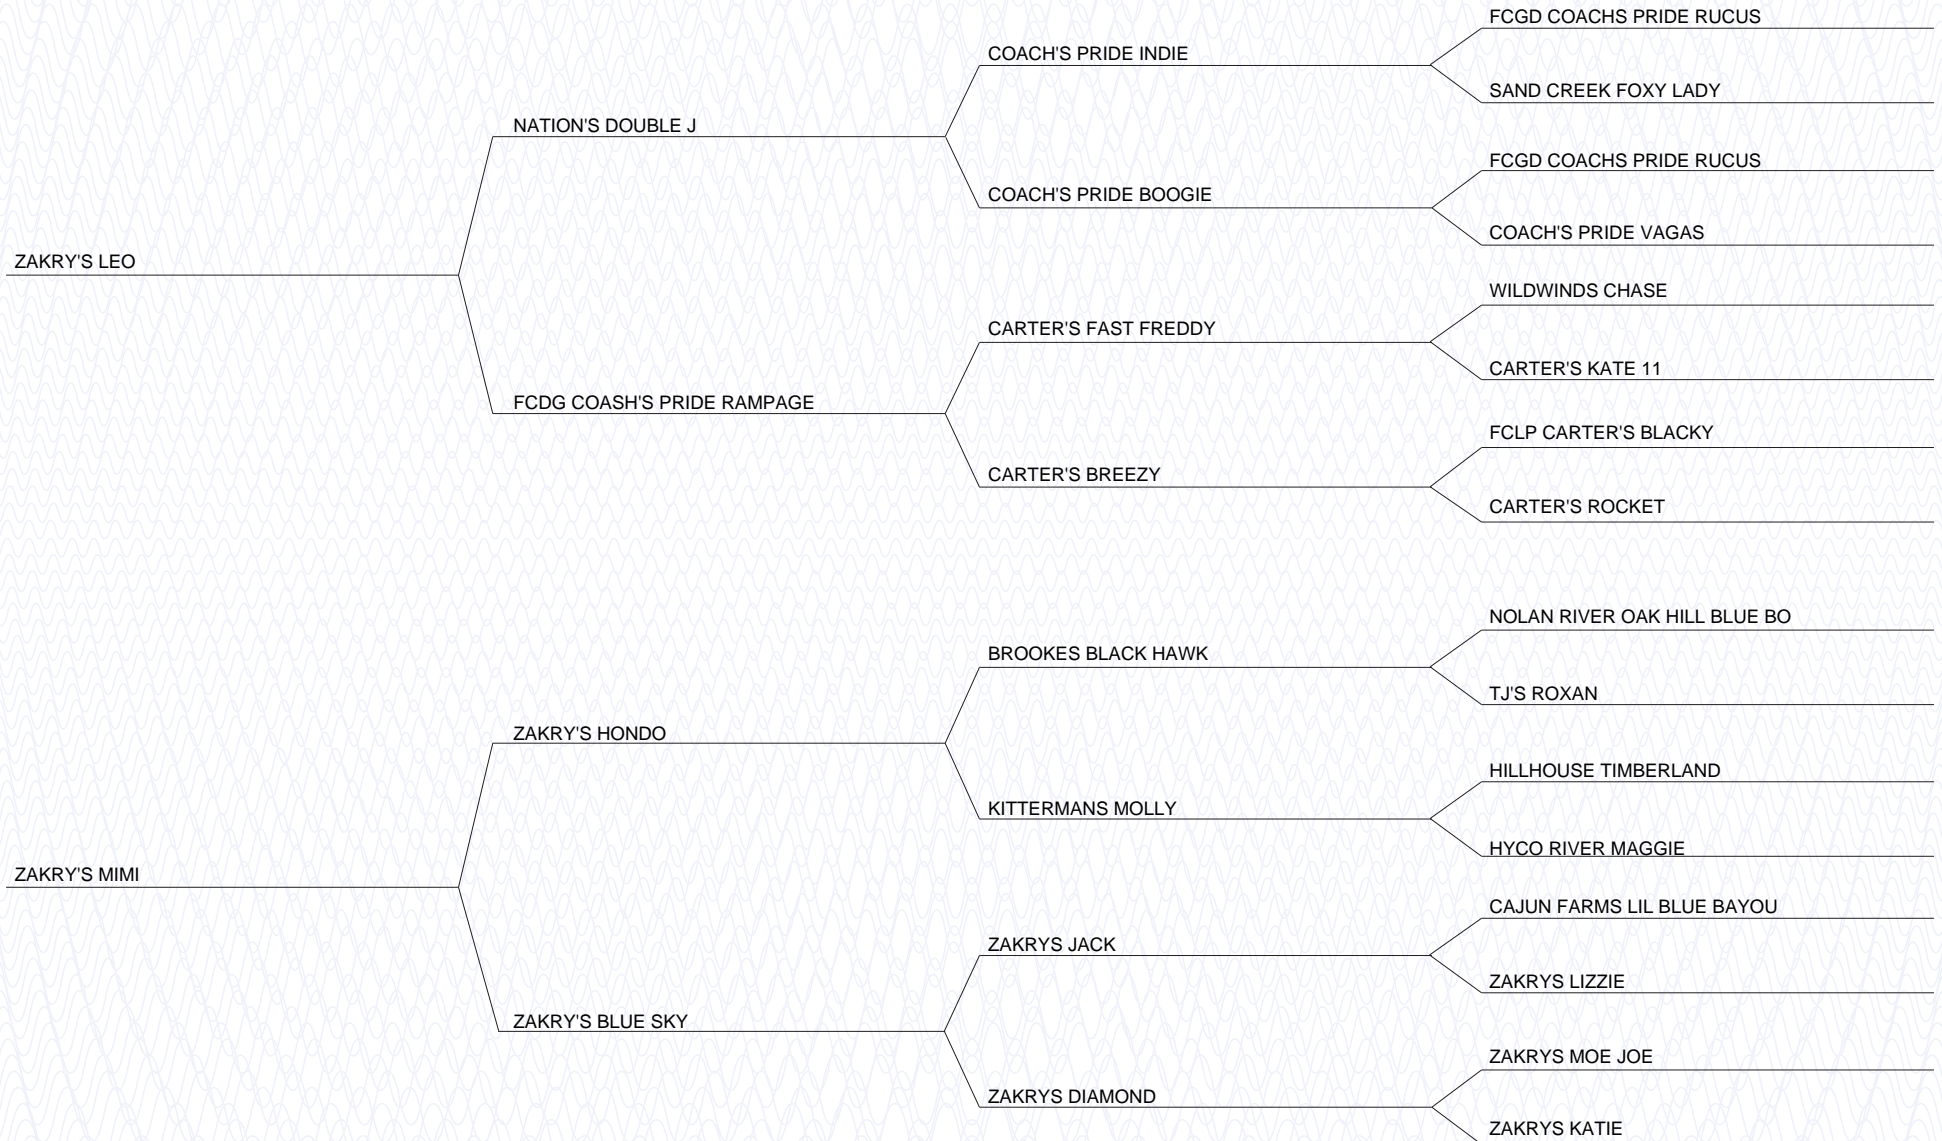 FCGD COACHS PRIDE RUCUS
COACH'S PRIDE INDIE
SAND CREEK FOXY LADY
NATION'S DOUBLE J
FCGD COACHS PRIDE RUCUS
COACH'S PRIDE BOOGIE
COACH'S PRIDE VAGAS
ZAKRY'S LEO
WILDWINDS CHASE
CARTER'S FAST FREDDY
CARTER'S KATE 11
FCDG COASH'S PRIDE RAMPAGE
FCLP CARTER'S BLACKY
CARTER'S BREEZY
CARTER'S ROCKET
NOLAN RIVER OAK HILL BLUE BO
BROOKES BLACK HAWK
TJ'S ROXAN
ZAKRY'S HONDO
HILLHOUSE TIMBERLAND
KITTERMANS MOLLY
HYCO RIVER MAGGIE
ZAKRY'S MIMI
CAJUN FARMS LIL BLUE BAYOU
ZAKRYS JACK
ZAKRYS LIZZIE
ZAKRY'S BLUE SKY
ZAKRYS MOE JOE
ZAKRYS DIAMOND
ZAKRYS KATIE